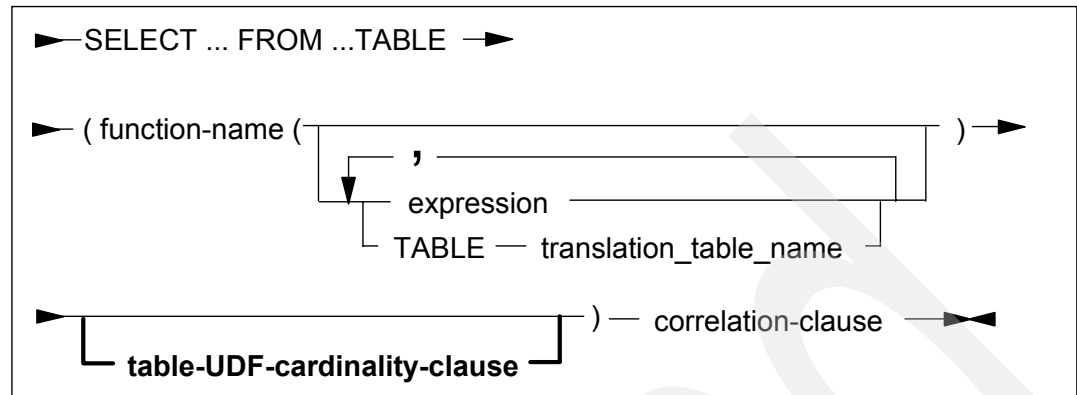 SELECT ... FROM ...TABLE
( function-name ( )
,
expression
TABLE translation_table_name
) correlation-clause
table-UDF-cardinality-clause